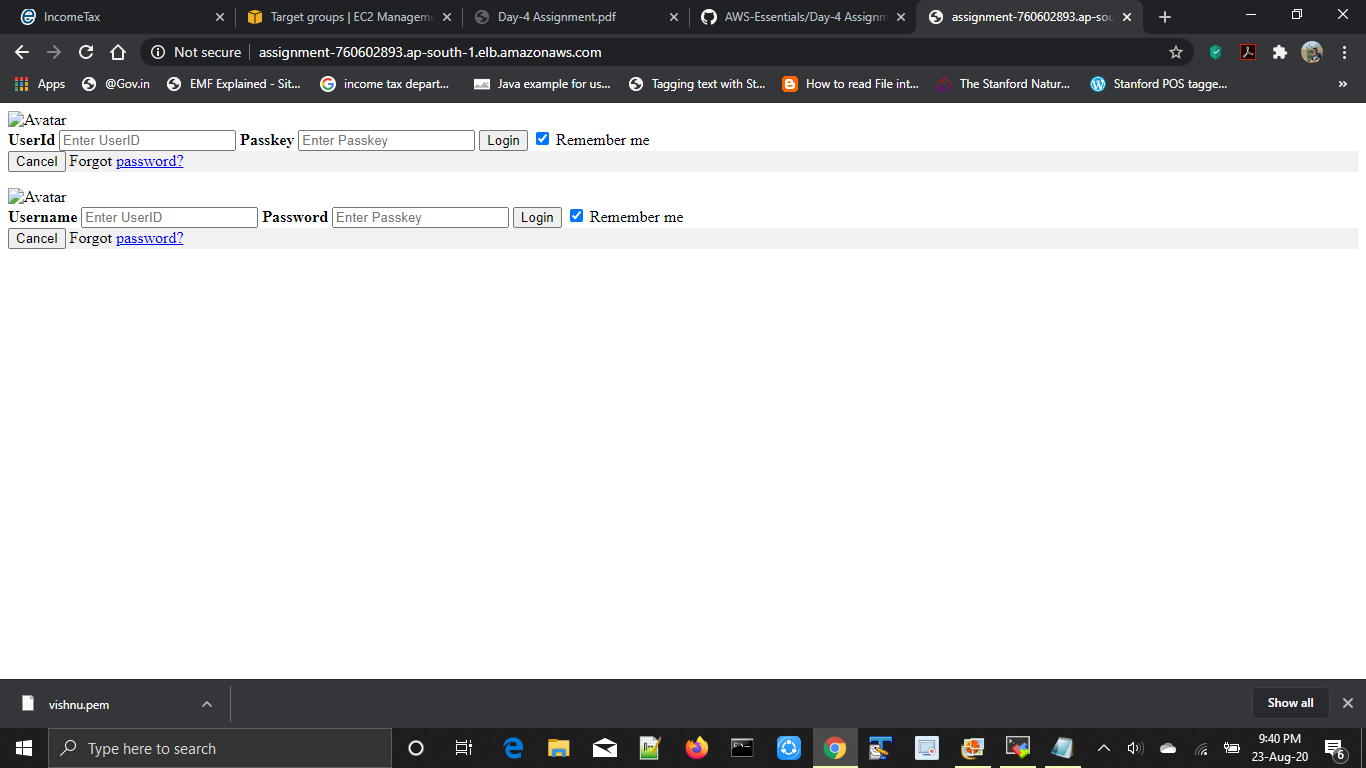 IncomeTax
Target groups | EC2 Manageme
Day-4 Assignment.pdf
AWS-Essentials/Day-4 Assignm
assignment-760602893.ap-sou
Not secure | assignment-760602893.ap-south-1.elb.amazonaws.com
Apps @Gov.in EMF Explained - Sit... income tax depart... Java example for us... Tagging text with St... How to read File int... The Stanford Natur... Stanford POS tagge... »
Avatar
UserId Enter UserID Passkey Enter Passkey Login Remember me
Cancel Forgot password?
Avatar
Username Enter UserID Password Enter Passkey Login Remember me
Cancel Forgot password?
vishnu.pem Show all
Type here to search
9:40 PM
23-Aug-20
6